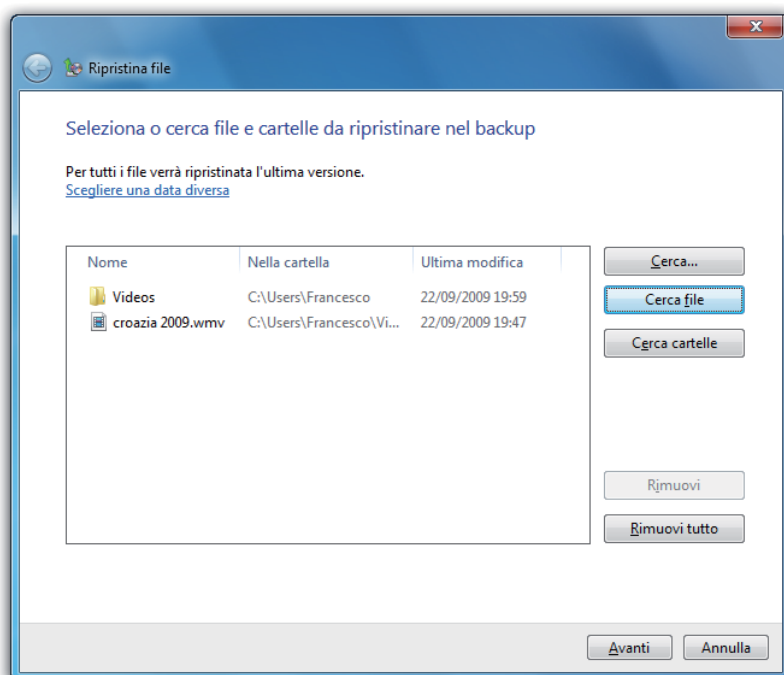 Ripristina file
Seleziona o cerca file e cartelle da ripristinare nel backup
Per tutti i file verrà ripristinata l'ultima versione.
Scegliere una data diversa
Nome Nella cartella Ultima modifica
Videos C:\Users\Francesco 22/09/2009 19:59
croazia 2009.wmv C:\Users\Francesco\Vi... 22/09/2009 19:47
Cerca...
Cerca file
Cerca cartelle
Rimuovi
Rimuovi tutto
Avanti Annulla